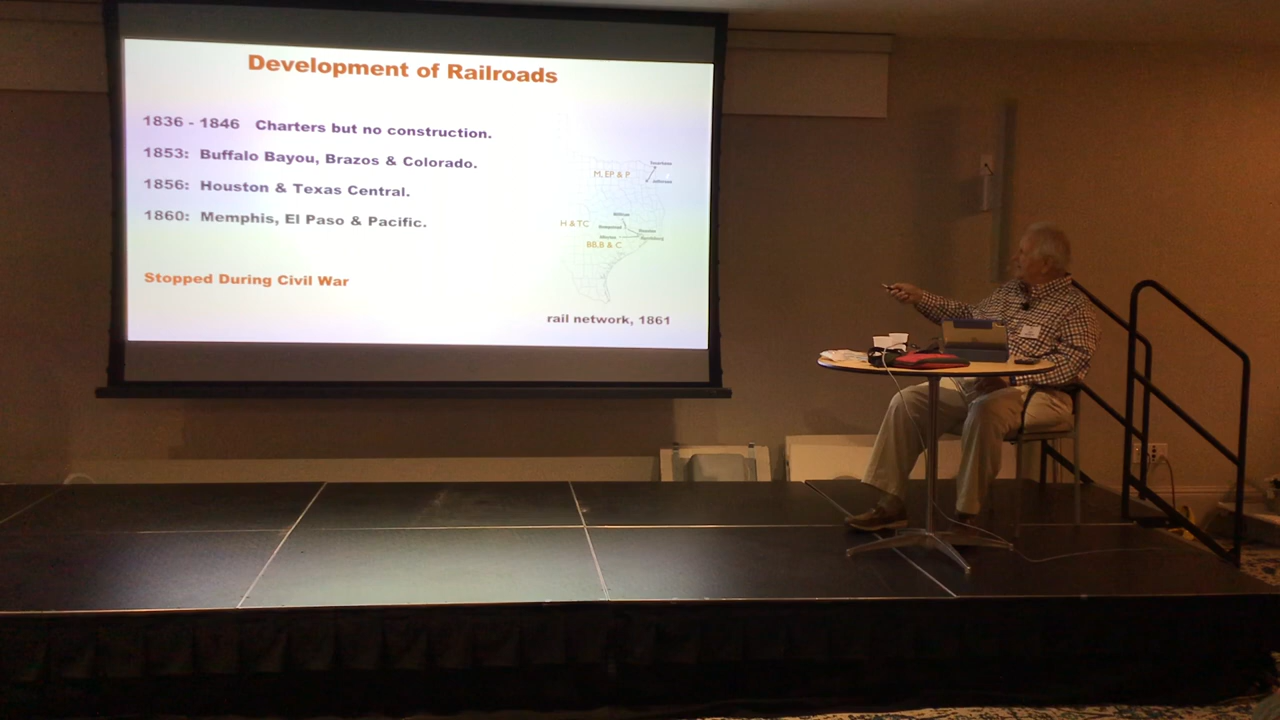 Development of Railroads
1836 - 1846 Charters but no construction.
1853: Buffalo Bayou, Brazos & Colorado.
1856: Houston & Texas Central.
1860: Memphis, El Paso & Pacific.
Stopped During Civil War
M, EP & P
H & TC
BB, B & C
rail network, 1861